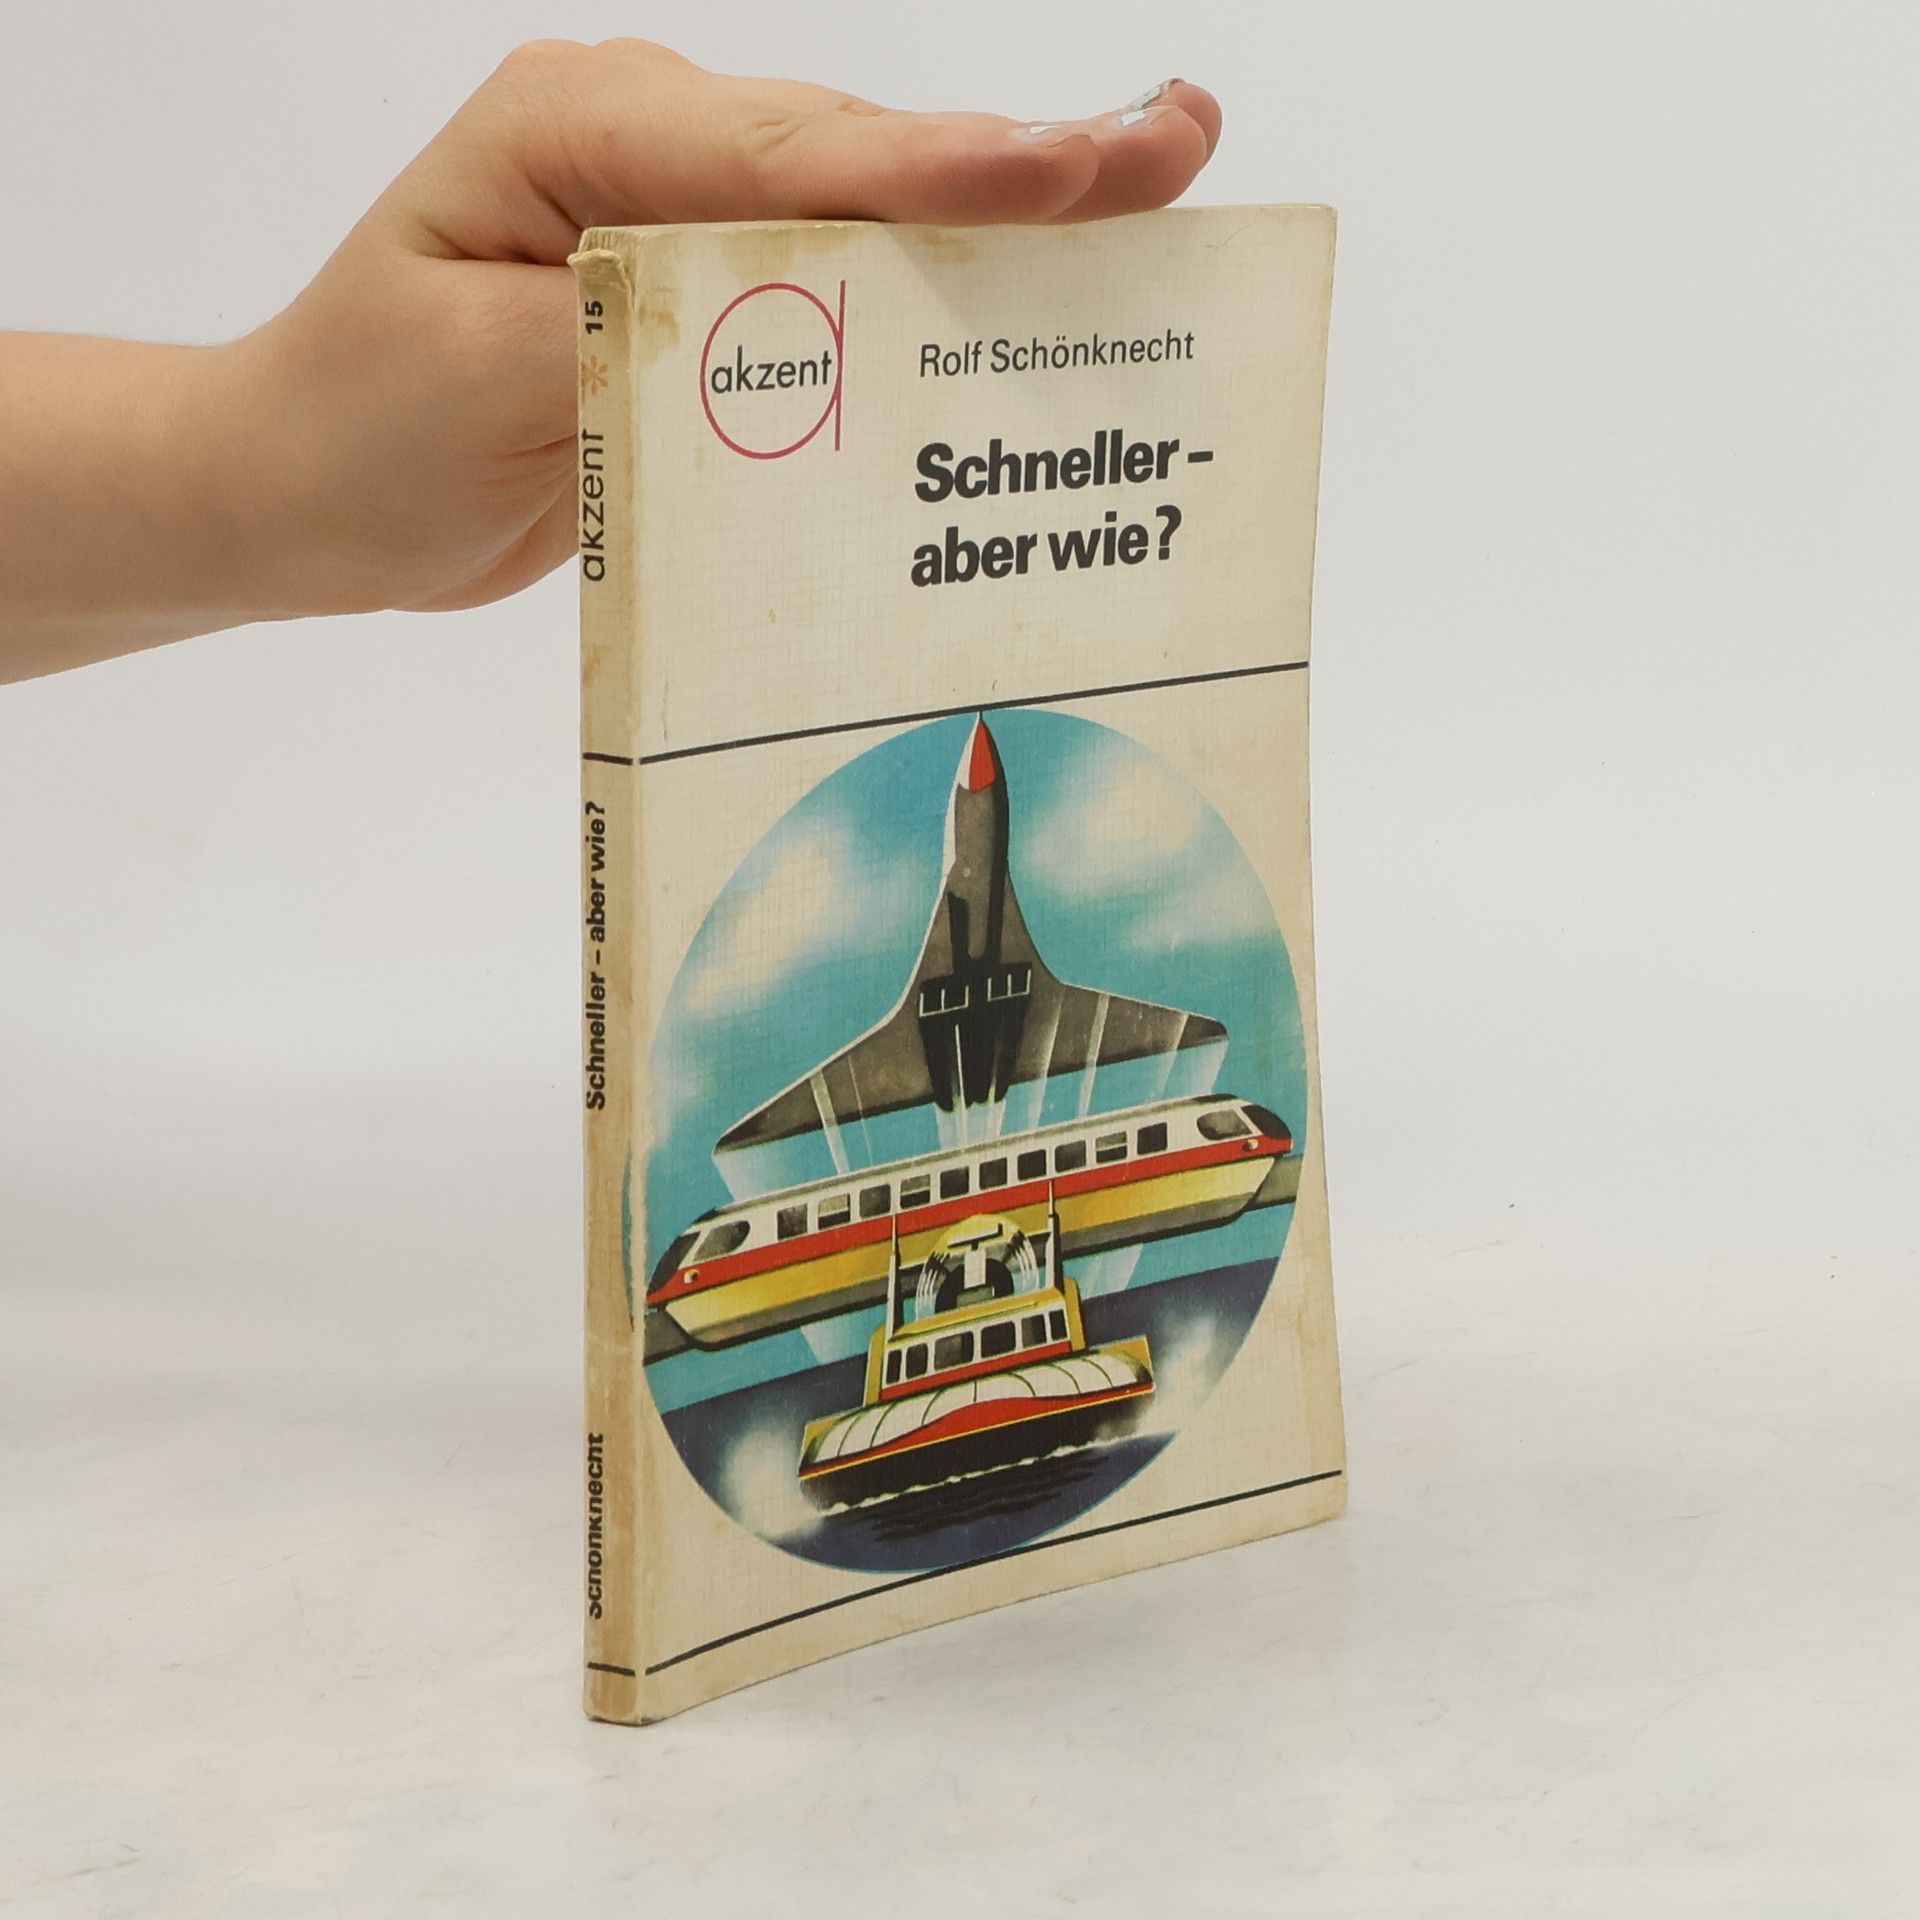 akzent
Rolf Schönknecht
Schneller –
aber wie?
Schönknecht Schneller – aber wie? akzent * 15